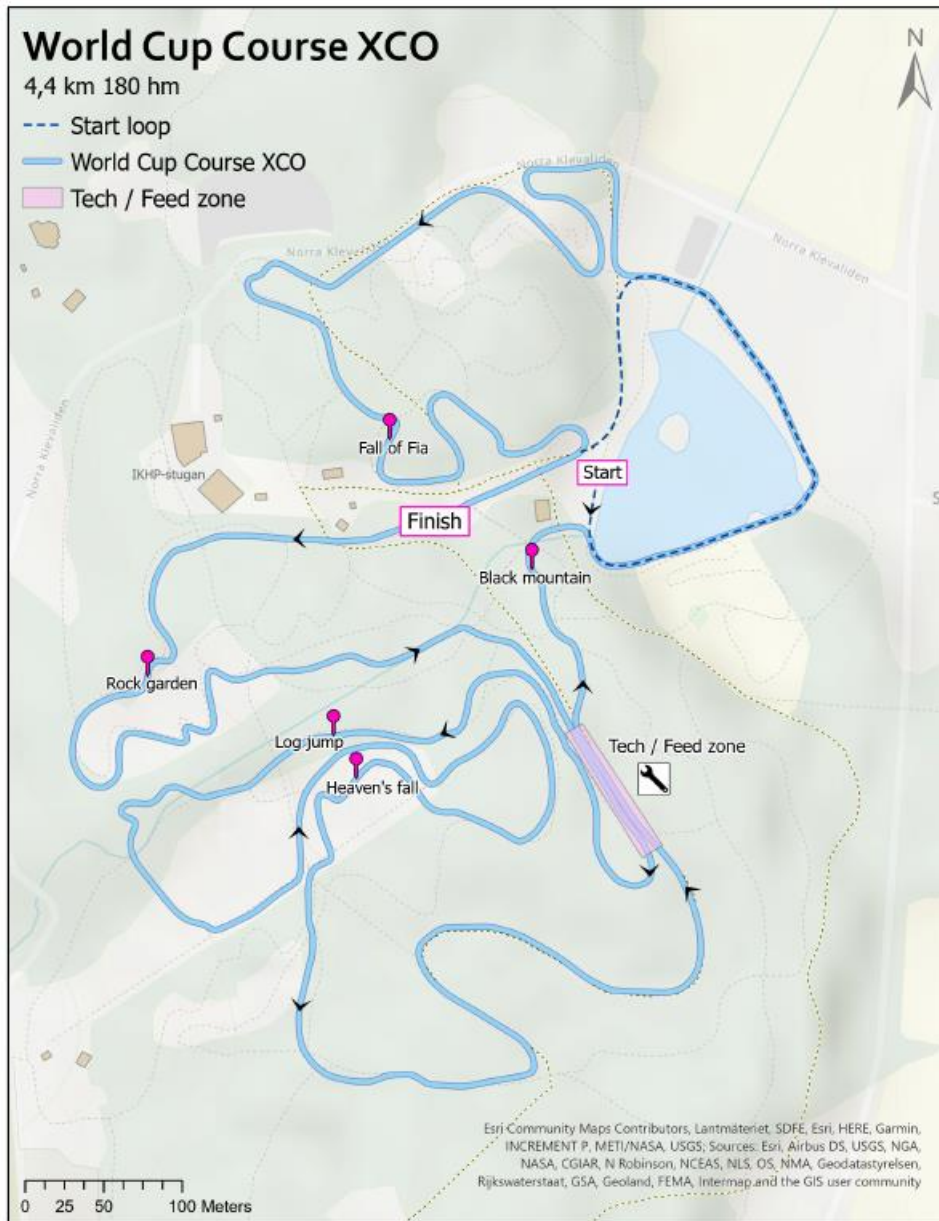 World Cup Course XCO
4,4 km 180 hm
Start loop
World Cup Course XCO
Tech / Feed zone
N
Norra Klevaliden
Norra Klevaliden
Norra Klevaliden
Norra Klevaliden
Fall of Fia
IKHP-stugan
Start
Finish
Black mountain
Rock garden
Log jump
Heaven's fall
Tech / Feed zone
Esri Community Maps Contributors, Lantmäteriet, SDFE, Esri, HERE, Garmin,
INCREMENT P, METI/NASA, USGS; Sources: Esri, Airbus DS, USGS, NGA,
NASA, CGIAR, N Robinson, NCEAS, NLS, OS, NMA, Geodatastyrelsen,
Rijkswaterstaat, GSA, Geoland, FEMA, Intermap and the GIS user community
0 25 50 100 Meters